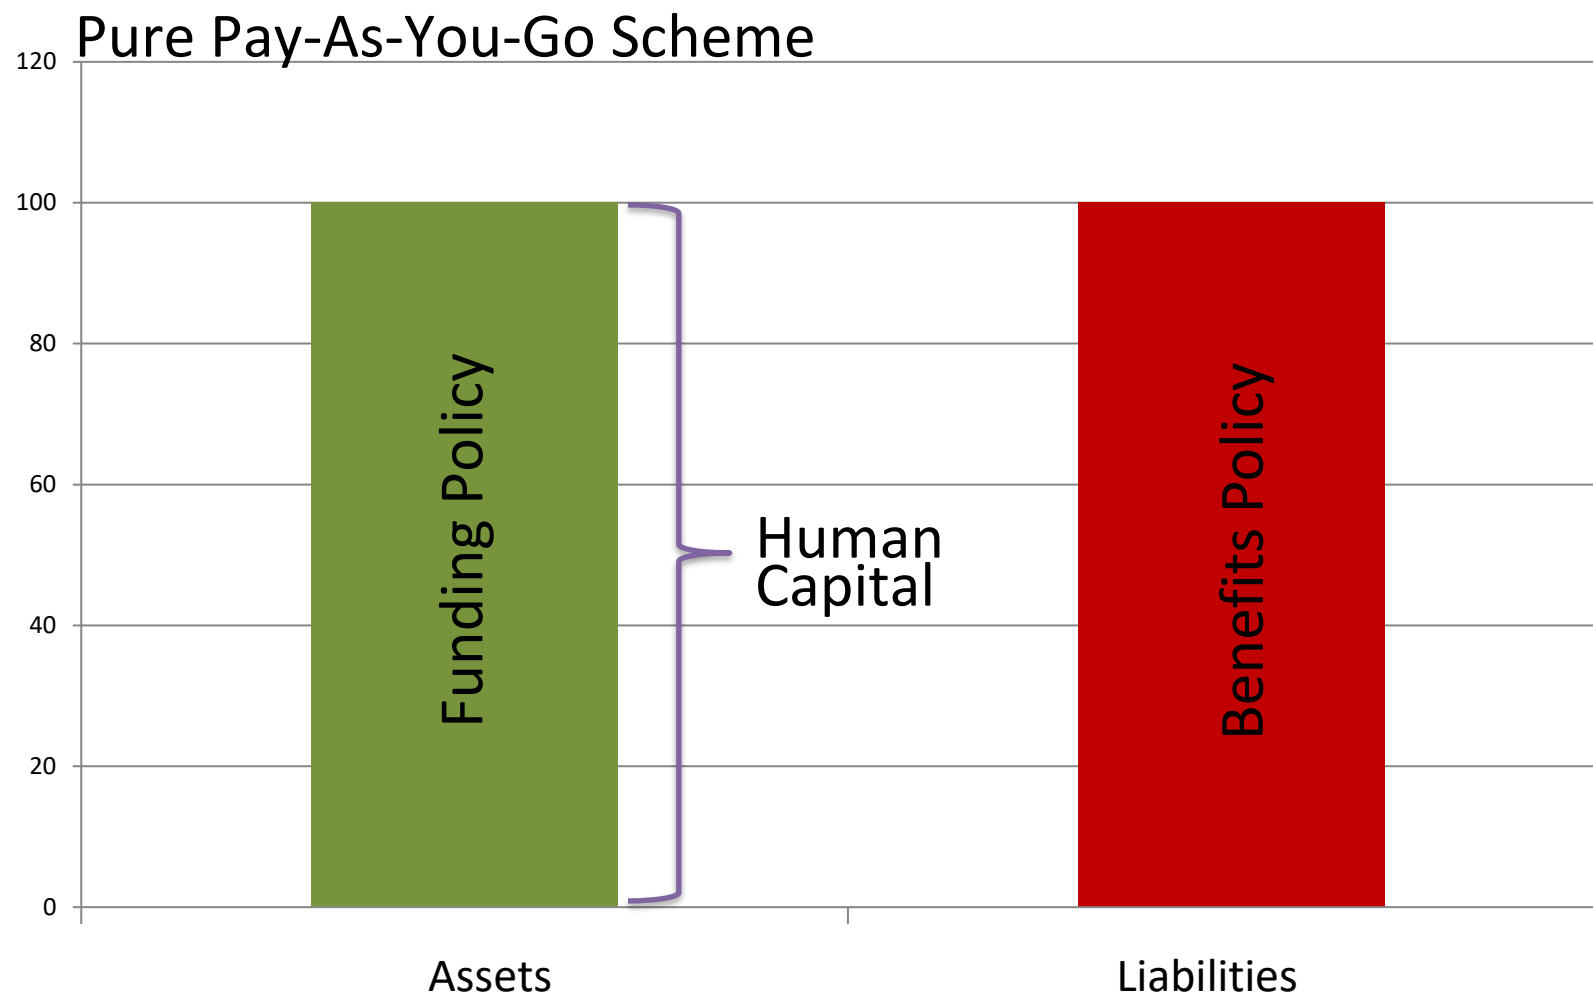 Pure Pay-As-You-Go Scheme
120
100
80
60
40
20
0
Funding Policy
Human
Capital
Benefits Policy
Assets
Liabilities